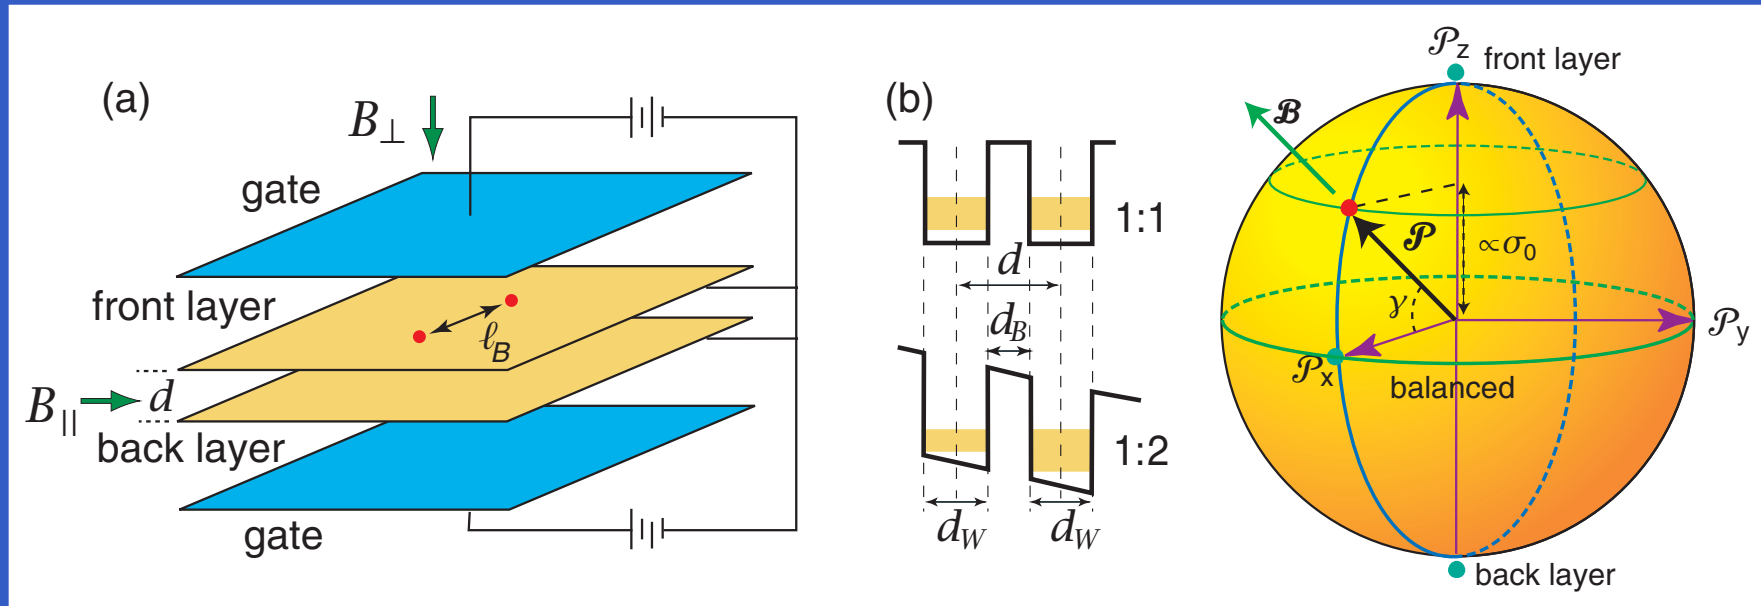 (a)
B⊥
gate
front layer
ℓB
B|| d
back layer
gate
(b)
1:1
d
dB
1:2
dW dW
𝒫z front layer
ℬ
𝒫
∝σ0
γ
𝒫y
𝒫x
balanced
back layer